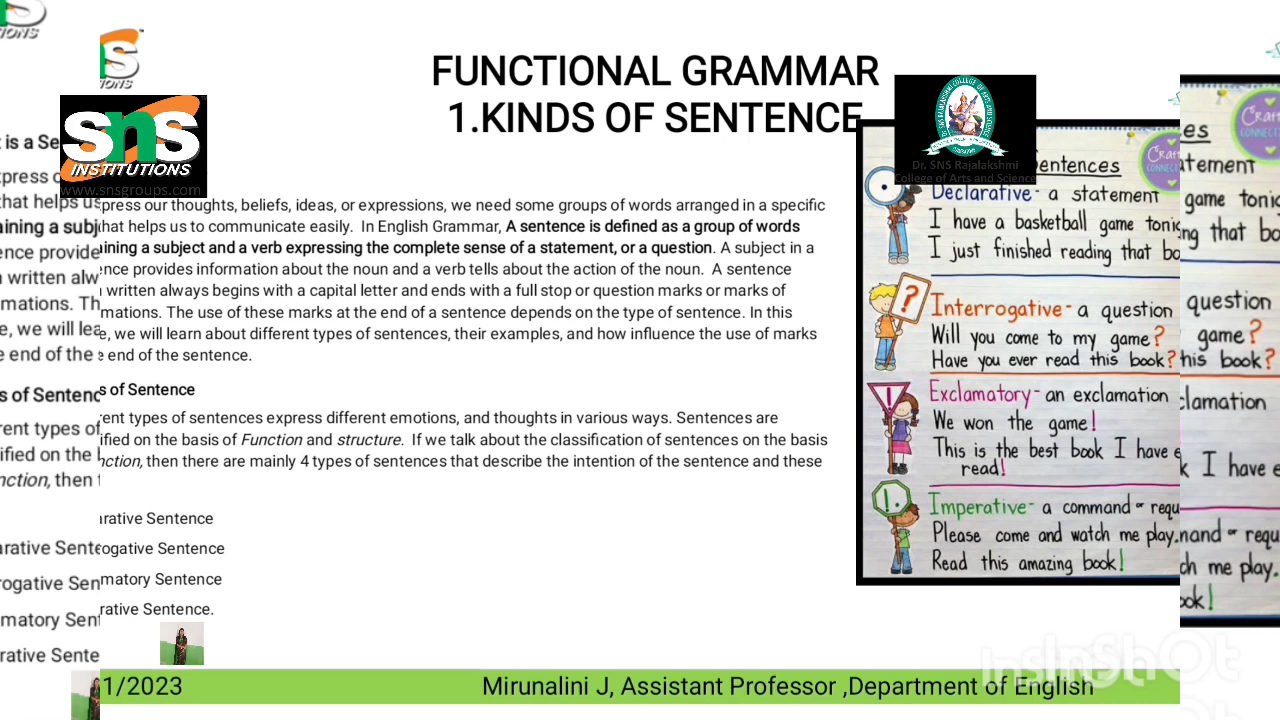 FUNCTIONAL GRAMMAR
1.KINDS OF SENTENCE
SNS
INSTITUTIONS
www.snsgroups.com
Dr. SNS Rajalakshmi
College of Arts and Science
press our thoughts, beliefs, ideas, or expressions, we need some groups of words arranged in a specific
that helps us to communicate easily. In English Grammar, A sentence is defined as a group of words
ining a subject and a verb expressing the complete sense of a statement, or a question. A subject in a
nce provides information about the noun and a verb tells about the action of the noun. A sentence
written always begins with a capital letter and ends with a full stop or question marks or marks of
mations. The use of these marks at the end of a sentence depends on the type of sentence. In this
e, we will learn about different types of sentences, their examples, and how influence the use of marks
e end of the sentence.
s of Sentence
rent types of sentences express different emotions, and thoughts in various ways. Sentences are
ified on the basis of Function and structure. If we talk about the classification of sentences on the basis
nction, then there are mainly 4 types of sentences that describe the intention of the sentence and these
arative Sentence
ogative Sentence
matory Sentence
rative Sentence.
Sentences
Declarative - a statement
I have a basketball game tonig
I just finished reading that bo
Interrogative - a question
Will you come to my game?
Have you ever read this book?
Exclamatory - an exclamation
We won the game!
This is the best book I have e
read!
Imperative - a command or requ
Please come and watch me play.
Read this amazing book!
1/2023
Mirunalini J, Assistant Professor ,Department of English
InShOt